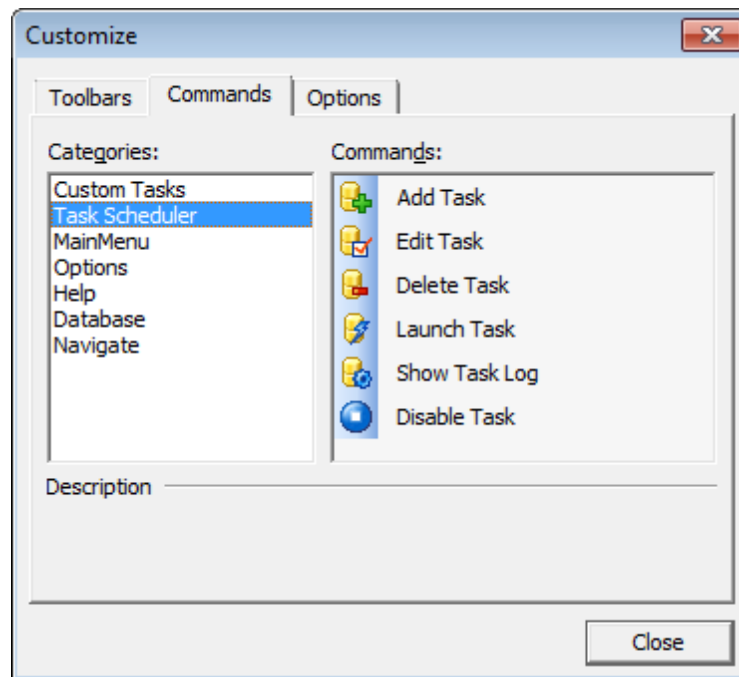 Customize
Toolbars Commands Options
Categories:
Custom Tasks
Task Scheduler
MainMenu
Options
Help
Database
Navigate
Commands:
Add Task
Edit Task
Delete Task
Launch Task
Show Task Log
Disable Task
Description
Close